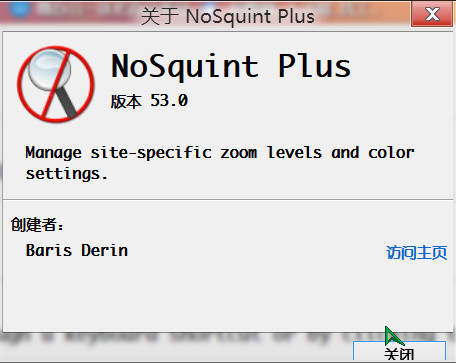 关于 NoSquint Plus
NoSquint Plus
版本 53.0
Manage site-specific zoom levels and color
settings.
创建者：
Baris Derin
访问主页
关闭